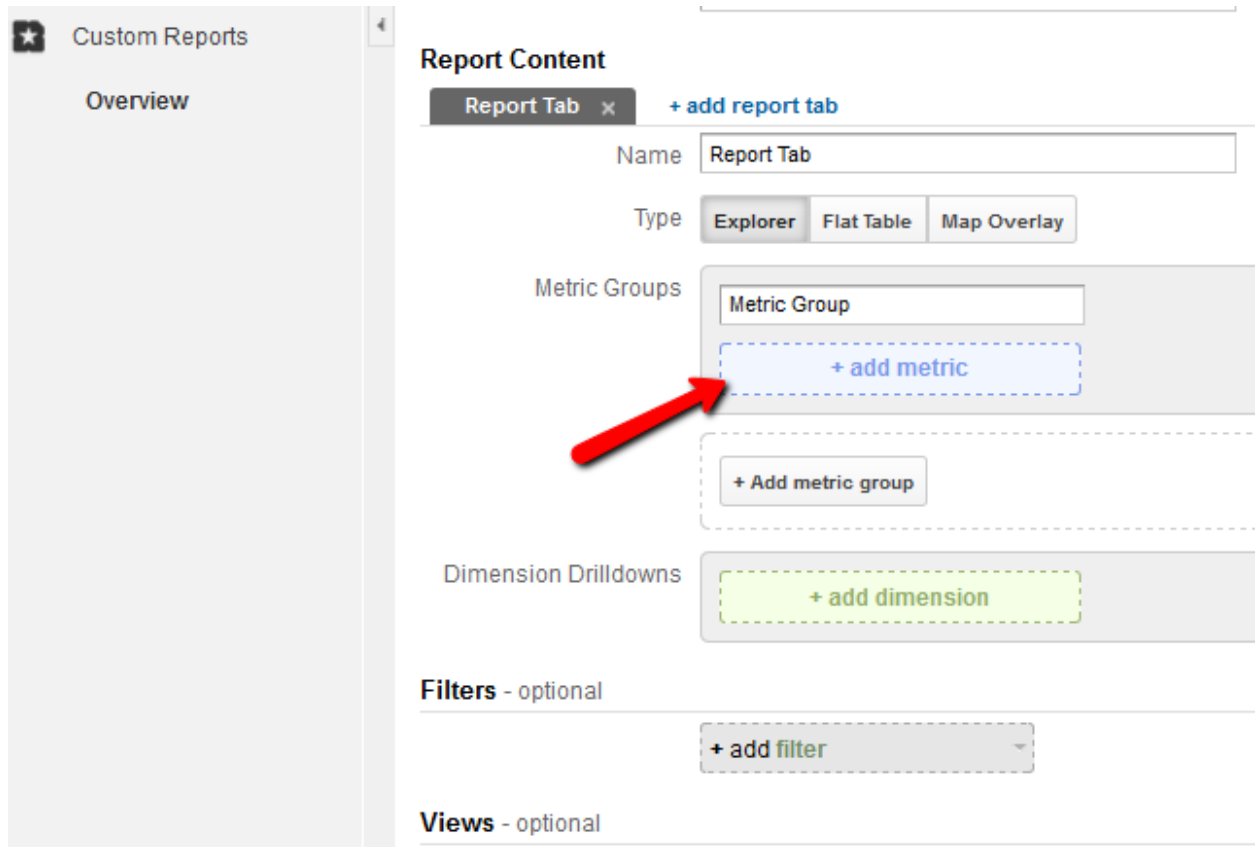 Custom Reports
Overview
Report Content
Report Tab x + add report tab
Name Report Tab
Type Explorer Flat Table Map Overlay
Metric Groups Metric Group
+ add metric
+ Add metric group
Dimension Drilldowns + add dimension
Filters - optional
+ add filter
Views - optional